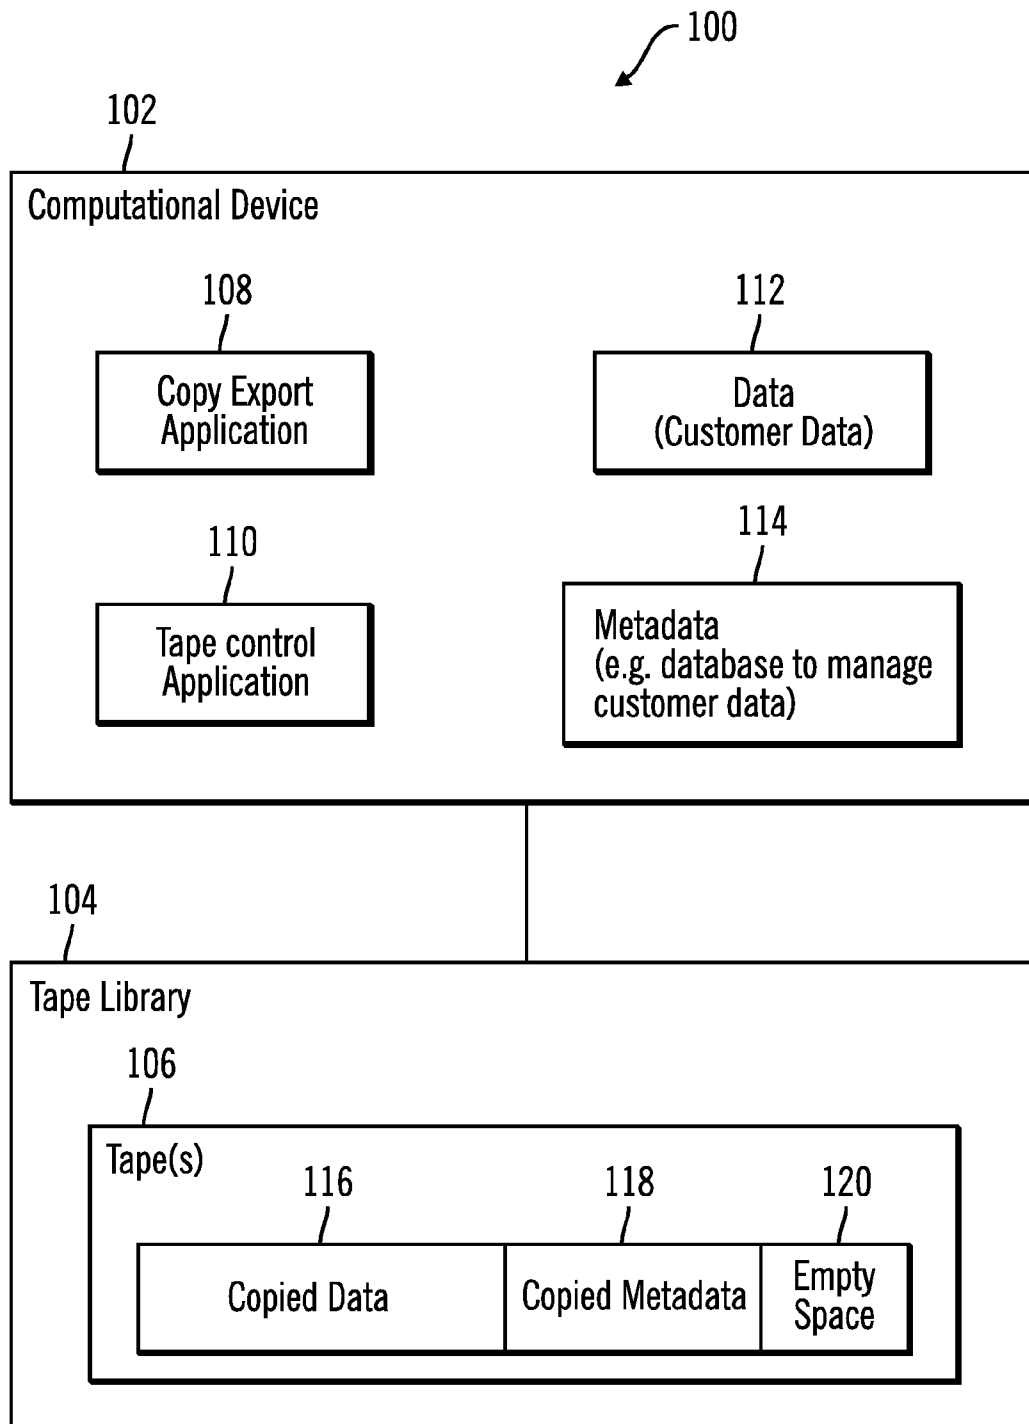 100
102
Computational Device
108
112
Copy Export
Application
Data
(Customer Data)
110
114
Tape control
Application
Metadata
(e.g. database to manage
customer data)
104
Tape Library
106
Tape(s)
116
118
120
Copied Data
Copied Metadata
Empty
Space